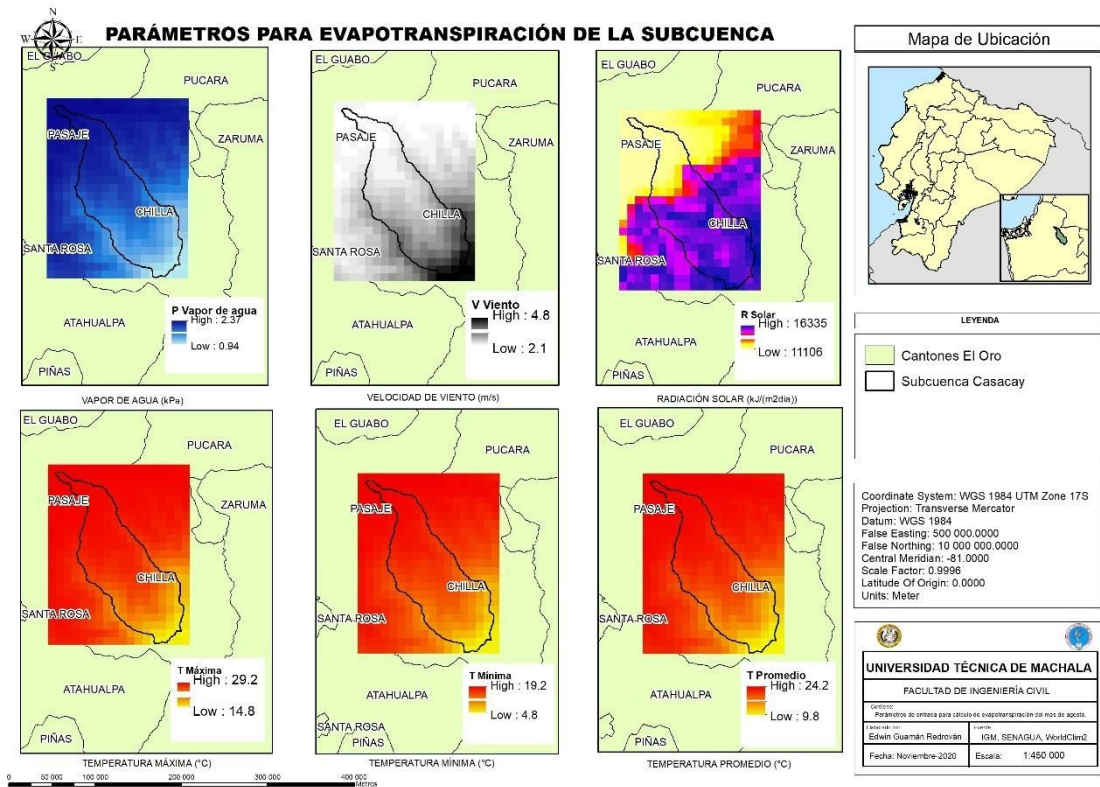 N
W E
S
PARÁMETROS PARA EVAPOTRANSPIRACIÓN DE LA SUBCUENCA
EL GUABO
PUCARA
ZARUMA
PASAJE
CHILLA
SANTA ROSA
ATAHUALPA
PIÑAS
P Vapor de agua
High : 2.37
Low : 0.94
VAPOR DE AGUA (kPa)
EL GUABO
PUCARA
ZARUMA
PASAJE
CHILLA
SANTA ROSA
ATAHUALPA
PIÑAS
V Viento
High : 4.8
Low : 2.1
VELOCIDAD DE VIENTO (m/s)
EL GUABO
PUCARA
ZARUMA
PASAJE
CHILLA
SANTA ROSA
ATAHUALPA
PIÑAS
R Solar
High : 16335
Low : 11106
RADIACIÓN SOLAR (kJ/(m2dia))
EL GUABO
PUCARA
ZARUMA
PASAJE
CHILLA
SANTA ROSA
ATAHUALPA
PIÑAS
T Máxima
High : 29.2
Low : 14.8
TEMPERATURA MÁXIMA (°C)
EL GUABO
PUCARA
ZARUMA
PASAJE
CHILLA
SANTA ROSA
ATAHUALPA
SANTA ROSA
PIÑAS
T Mínima
High : 19.2
Low : 4.8
TEMPERATURA MÍNIMA (°C)
EL GUABO
PUCARA
ZARUMA
PASAJE
CHILLA
SANTA ROSA
ATAHUALPA
PIÑAS
T Promedio
High : 24.2
Low : 9.8
TEMPERATURA PROMEDIO (°C)
0 50 000 100 000 200 000 300 000 400 000
Metros
Mapa de Ubicación
LEYENDA
Cantones El Oro
Subcuenca Casacay
Coordinate System: WGS 1984 UTM Zone 17S
Projection: Transverse Mercator
Datum: WGS 1984
False Easting: 500 000.0000
False Northing: 10 000 000.0000
Central Meridian: -81.0000
Scale Factor: 0.9996
Latitude Of Origin: 0.0000
Units: Meter
UNIVERSIDAD TÉCNICA DE MACHALA
FACULTAD DE INGENIERÍA CIVIL
Contiene:
Parámetros de entrada para cálculo de evapotranspiración del mes de agosto.
Elaborado por:
Edwin Guamán Redrován
Fuente:
IGM, SENAGUA, WorldClim2
Fecha: Noviembre-2020
Escala: 1:450 000